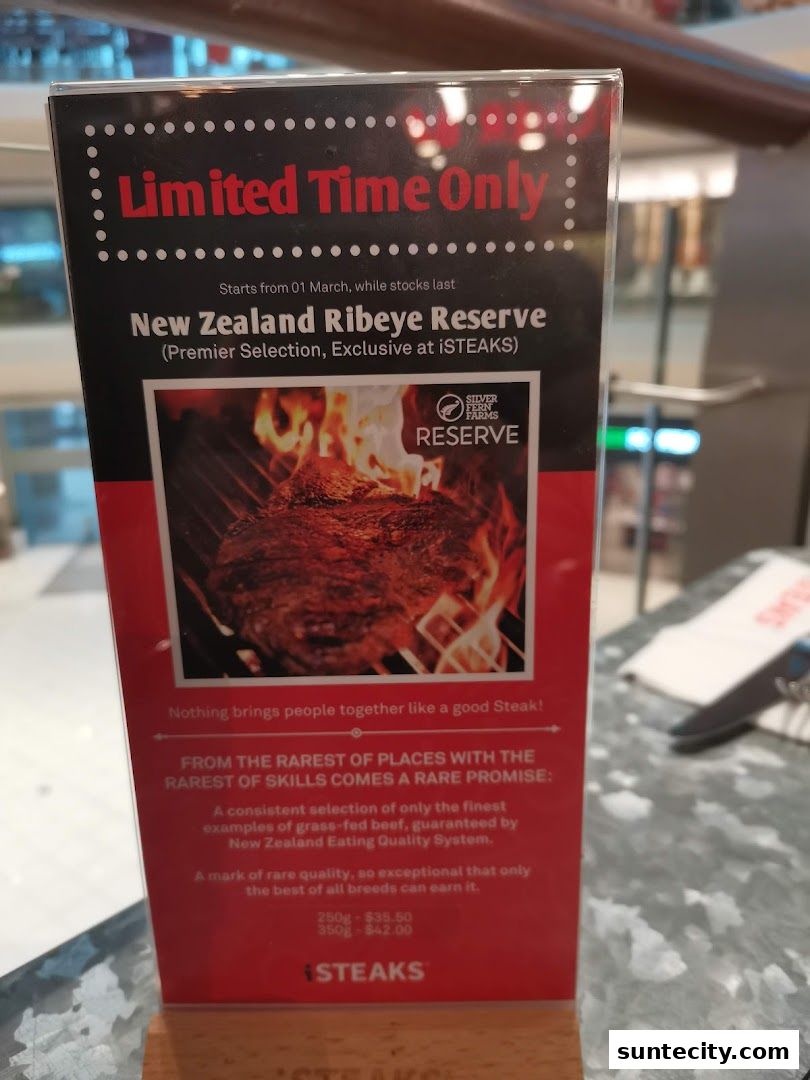 Limited Time Only
Starts from 01 March, while stocks last
New Zealand Ribeye Reserve
(Premier Selection, Exclusive at iSTEAKS)
SILVER
FERN
FARMS
RESERVE
Nothing brings people together like a good Steak!
FROM THE RAREST OF PLACES WITH THE
RAREST OF SKILLS COMES A RARE PROMISE:
A consistent selection of only the finest
examples of grass-fed beef, guaranteed by
New Zealand Eating Quality System.
A mark of rare quality, so exceptional that only
the best of all breeds can earn it.
250g - $35.50
350g - $42.00
iSTEAKS
iSTEAKS
suntecity.com